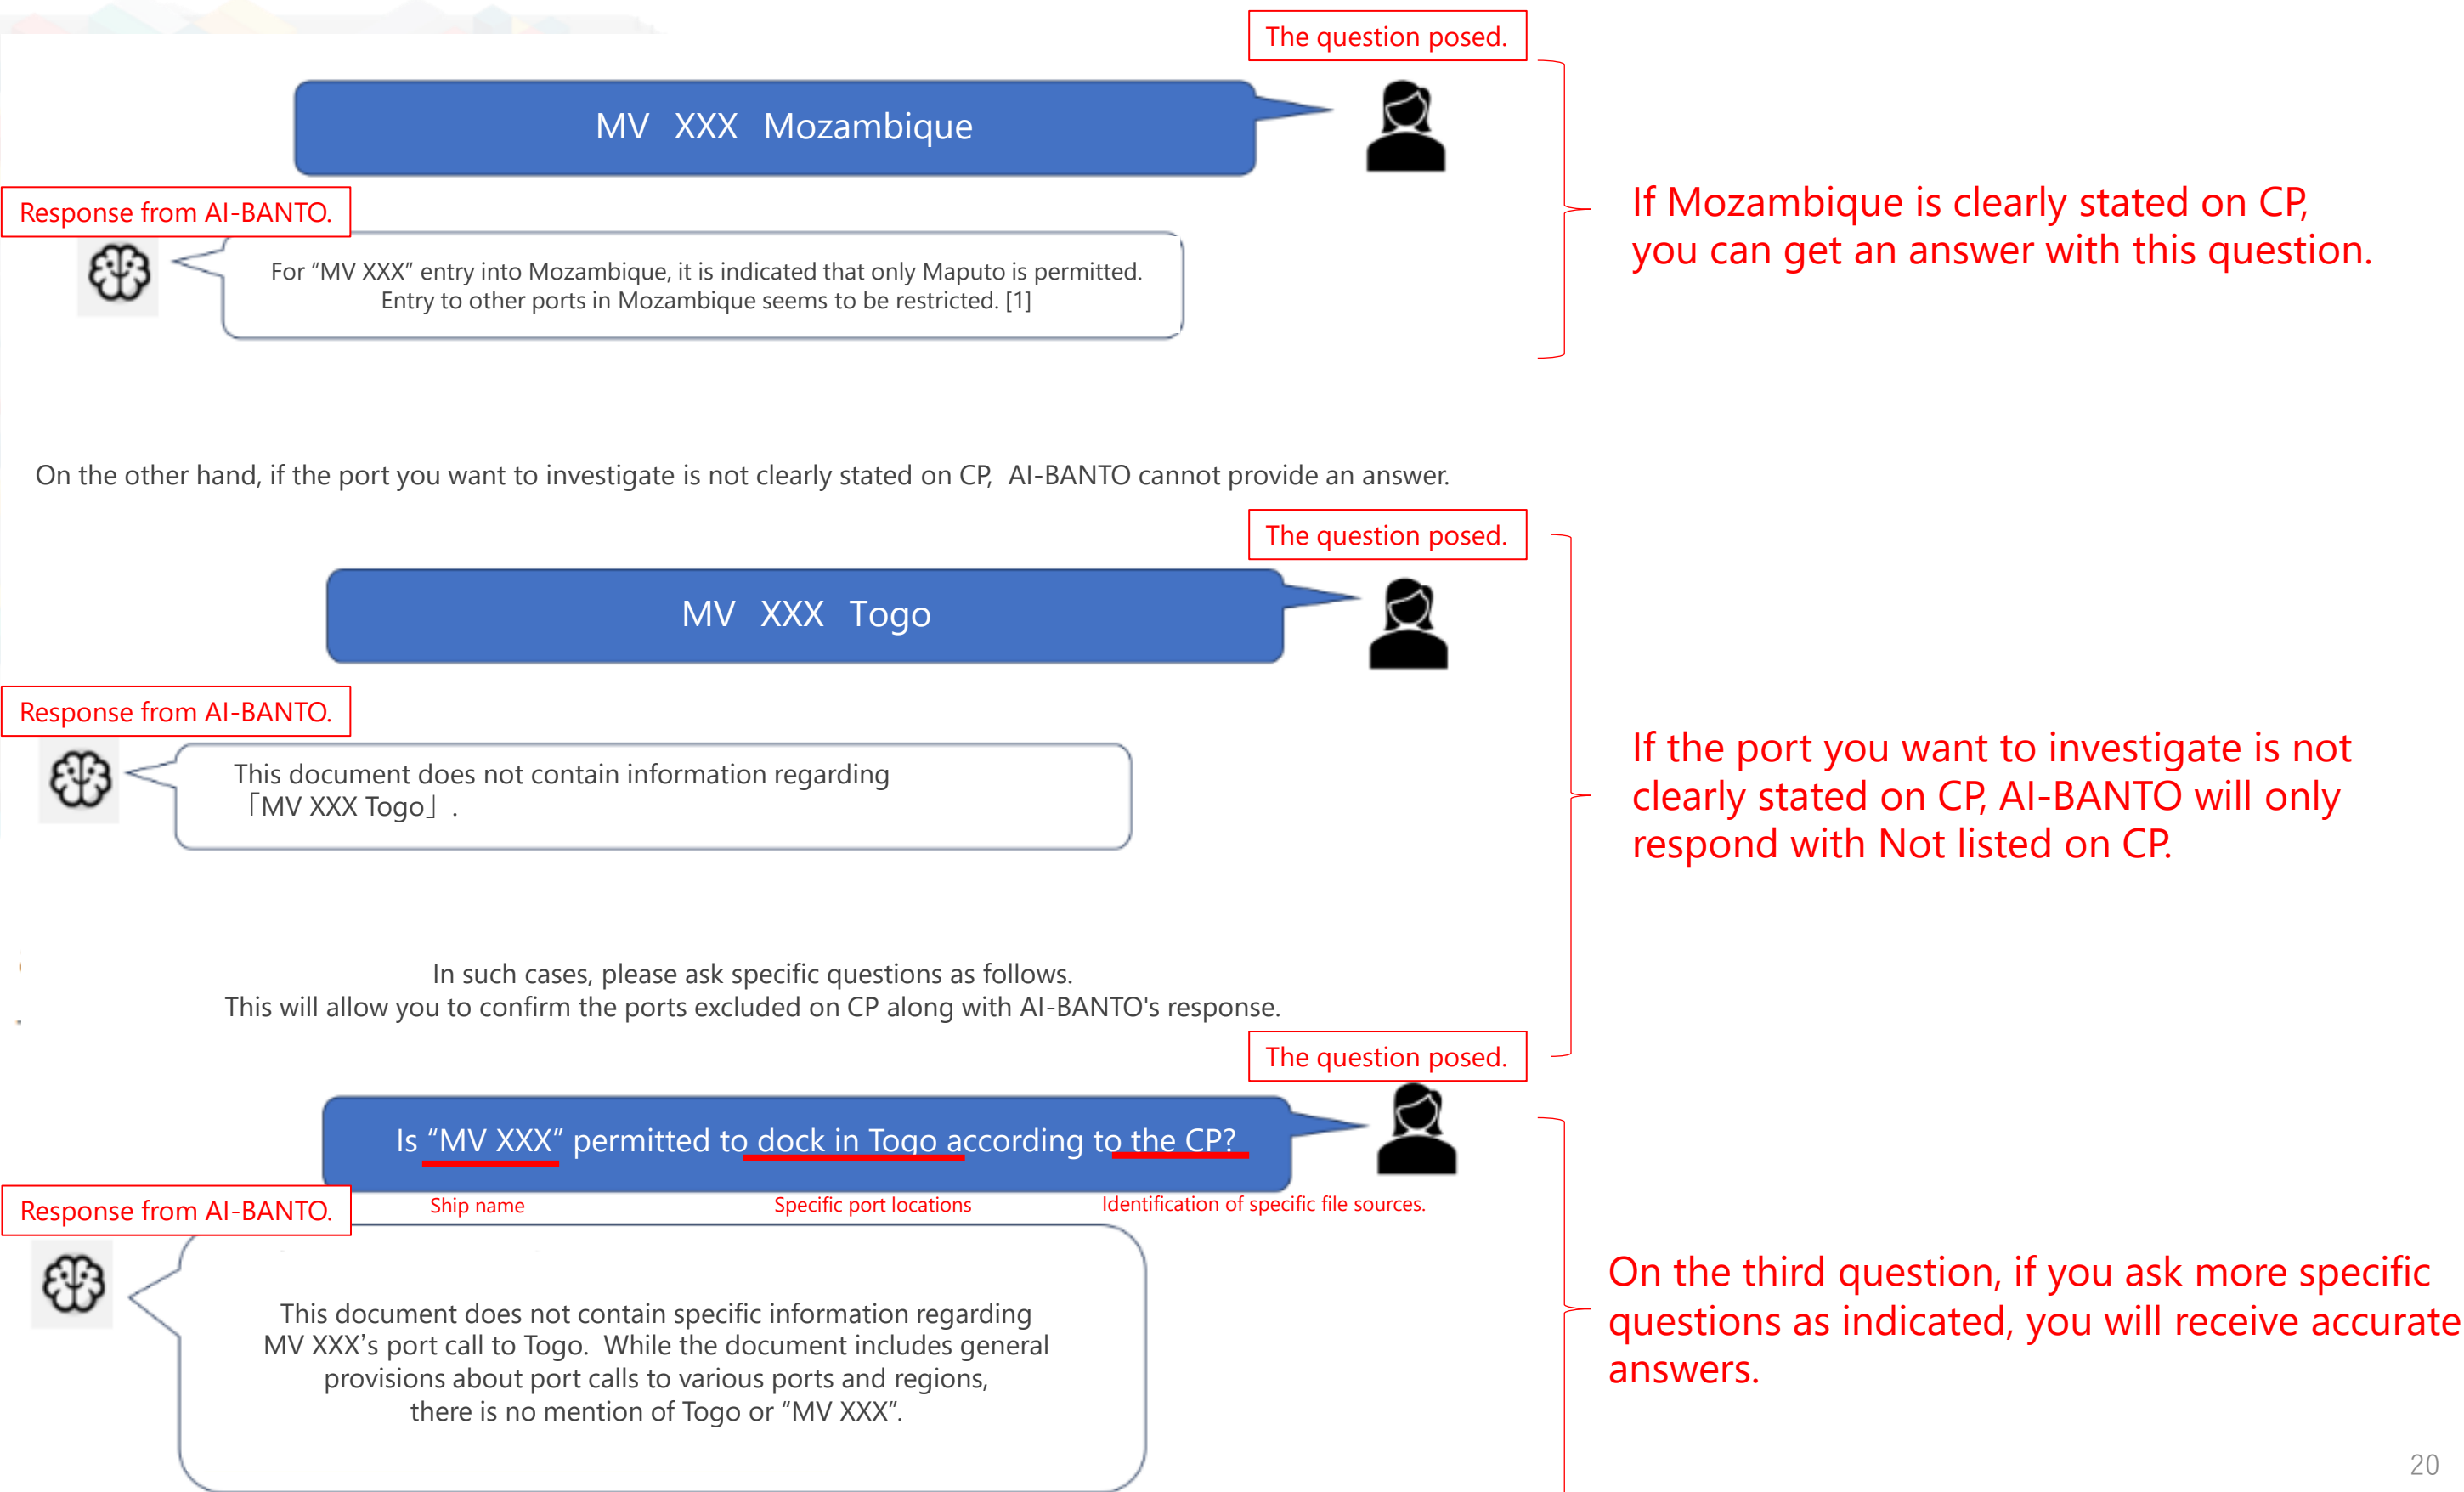 The question posed.
MV XXX Mozambique
Response from AI-BANTO.
For “MV XXX” entry into Mozambique, it is indicated that only Maputo is permitted.
Entry to other ports in Mozambique seems to be restricted. [1]
If Mozambique is clearly stated on CP,
you can get an answer with this question.
On the other hand, if the port you want to investigate is not clearly stated on CP, AI-BANTO cannot provide an answer.
The question posed.
MV XXX Togo
Response from AI-BANTO.
This document does not contain information regarding
「MV XXX Togo」.
If the port you want to investigate is not
clearly stated on CP, AI-BANTO will only
respond with Not listed on CP.
In such cases, please ask specific questions as follows.
This will allow you to confirm the ports excluded on CP along with AI-BANTO's response.
The question posed.
Is “MV XXX” permitted to dock in Togo according to the CP?
Ship name
Specific port locations
Identification of specific file sources.
Response from AI-BANTO.
This document does not contain specific information regarding
MV XXX’s port call to Togo. While the document includes general
provisions about port calls to various ports and regions,
there is no mention of Togo or “MV XXX”.
On the third question, if you ask more specific
questions as indicated, you will receive accurate
answers.
20